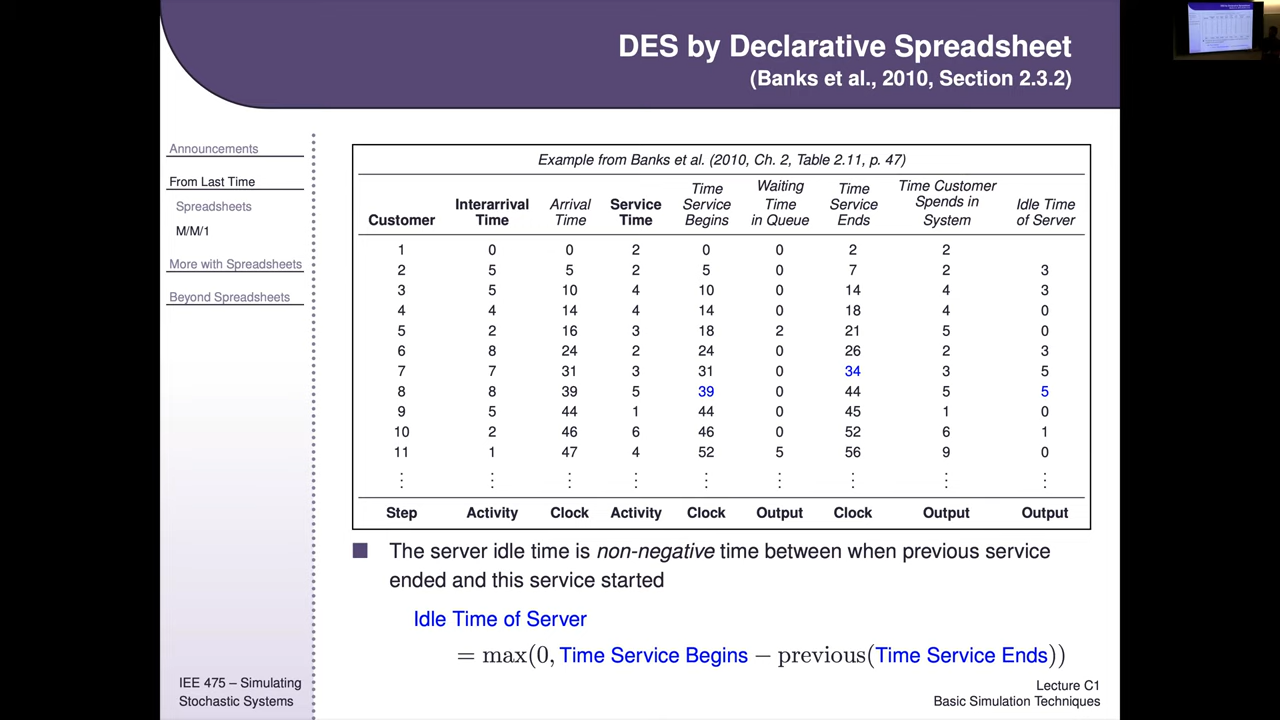 DES by Declarative Spreadsheet
(Banks et al., 2010, Section 2.3.2)
Announcements
From Last Time
Spreadsheets
M/M/1
More with Spreadsheets
Beyond Spreadsheets
Example from Banks et al. (2010, Ch. 2, Table 2.11, p. 47)
Customer Interarrival Time Arrival Time Service Time Time Service Begins Waiting Time in Queue Time Service Ends Time Customer Spends in System Idle Time of Server
1 0 0 2 0 0 2 2
2 5 5 2 5 0 7 2 3
3 5 10 4 10 0 14 4 3
4 4 14 4 14 0 18 4 0
5 2 16 3 18 2 21 5 0
6 8 24 2 24 0 26 2 3
7 7 31 3 31 0 34 3 5
8 8 39 5 39 0 44 5 5
9 5 44 1 44 0 45 1 0
10 2 46 6 46 0 52 6 1
11 1 47 4 52 5 56 9 0
⋮ ⋮ ⋮ ⋮ ⋮ ⋮ ⋮ ⋮ ⋮
Step Activity Clock Activity Clock Output Clock Output Output
The server idle time is non-negative time between when previous service
ended and this service started
Idle Time of Server
= max(0, Time Service Begins − previous(Time Service Ends))
IEE 475 – Simulating
Stochastic Systems
Lecture C1
Basic Simulation Techniques